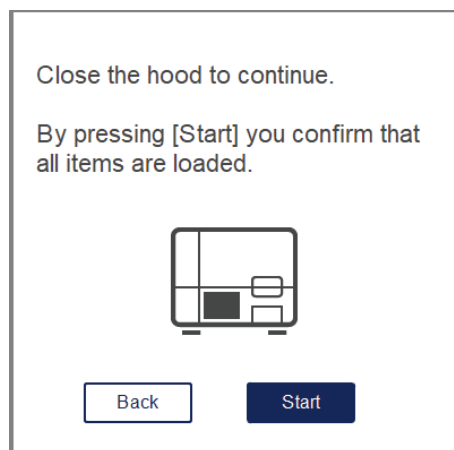 Close the hood to continue.
By pressing [Start] you confirm that
all items are loaded.
Back
Start